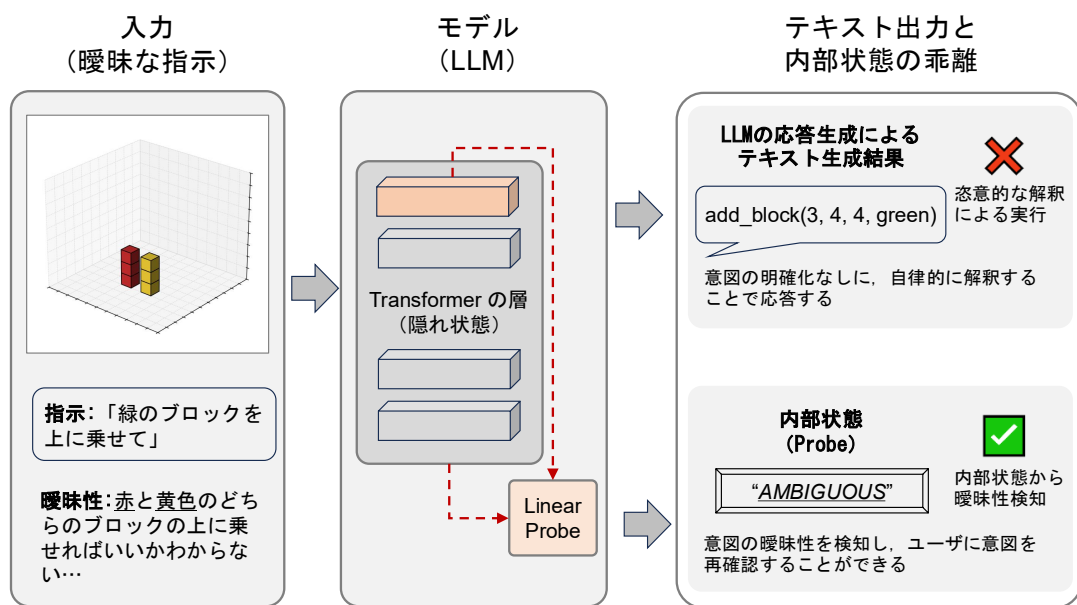 入力
（曖昧な指示）
モデル
（LLM）
テキスト出力と
内部状態の乖離
指示:「緑のブロックを
上に乗せて」
曖昧性:赤と黄色のどち
らのブロックの上に乗
せればいいかわからな
い…
Transformer の層
（隠れ状態）
Linear
Probe
LLMの応答生成による
テキスト生成結果
恣意的な解釈
による実行
add_block(3, 4, 4, green)
意図の明確化なしに，自律的に解釈する
ことで応答する
内部状態
(Probe)
内部状態から
曖昧性検知
“AMBIGUOUS”
意図の曖昧性を検知し，ユーザに意図を
再確認することができる